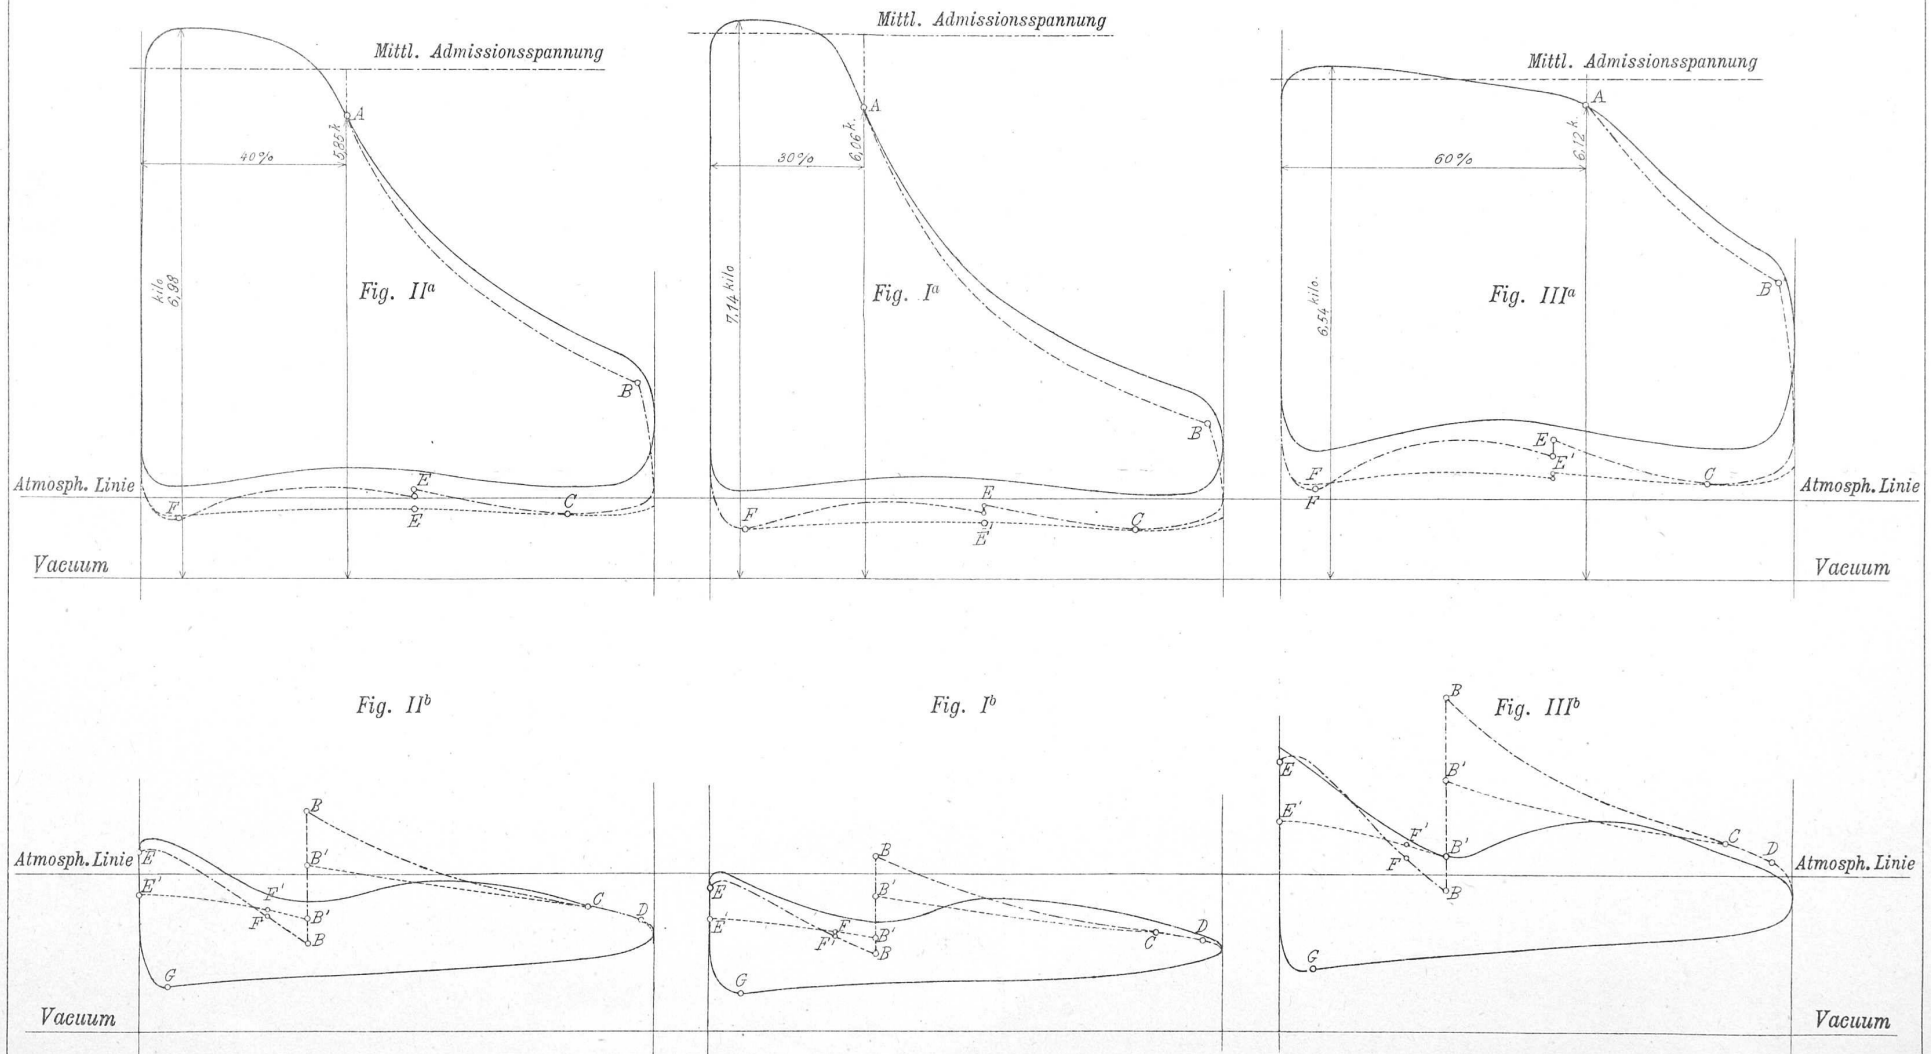 Mittl. Admissionsspannung
Mittl. Admissionsspannung
Mittl. Admissionsspannung
A
A
A
40%
5,85 k.
30%
6,06 k.
60%
6,12 k.
kilo 6,98
Fig. IIª
7,14 kilo
Fig. Iª
6,54 kilo.
Fig. IIIª
B
B
B
Atmosph. Linie
F
E
E
C
F
E
E'
C
F
F
E
E'
C
Atmosph. Linie
Vacuum
Vacuum
Fig. IIᵇ
Fig. Iᵇ
Fig. IIIᵇ
B
B
B
E
B'
E'
F'
B'
F
B
Atmosph. Linie
E'
E'
B'
F'
F
B'
B
C
D
G
E
E'
B'
F
F'
B'
B
C
D
G
C
D
G
Atmosph. Linie
Vacuum
Vacuum